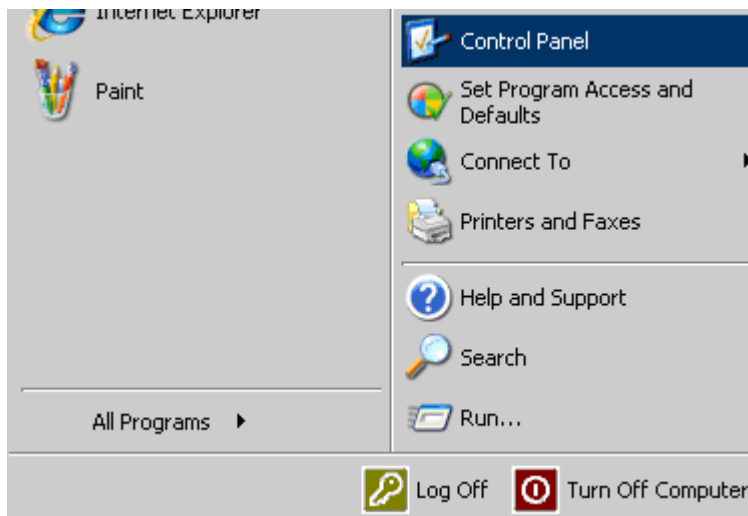 Internet Explorer
Paint
All Programs
Control Panel
Set Program Access and
Defaults
Connect To
Printers and Faxes
Help and Support
Search
Run...
Log Off
Turn Off Computer